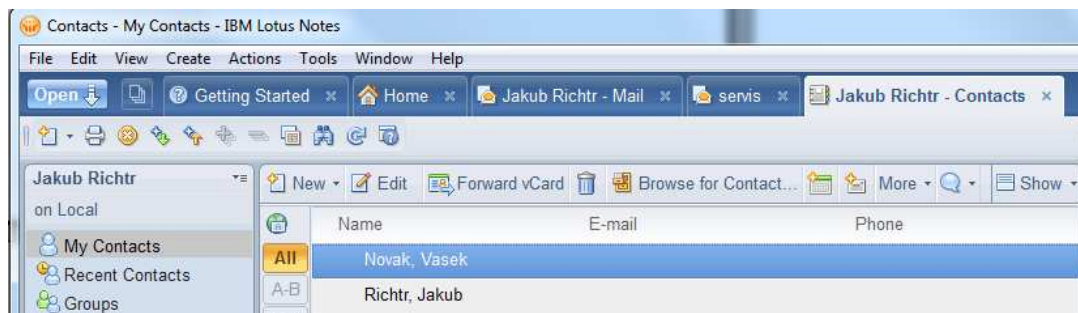 Contacts - My Contacts - IBM Lotus Notes
File Edit View Create Actions Tools Window Help
Open Getting Started Home Jakub Richtr - Mail servis Jakub Richtr - Contacts
Jakub Richtr
on Local
My Contacts
Recent Contacts
Groups
New Edit Forward vCard Browse for Contact... More Show
Name E-mail Phone
All Novak, Vasek
A-B Richtr, Jakub